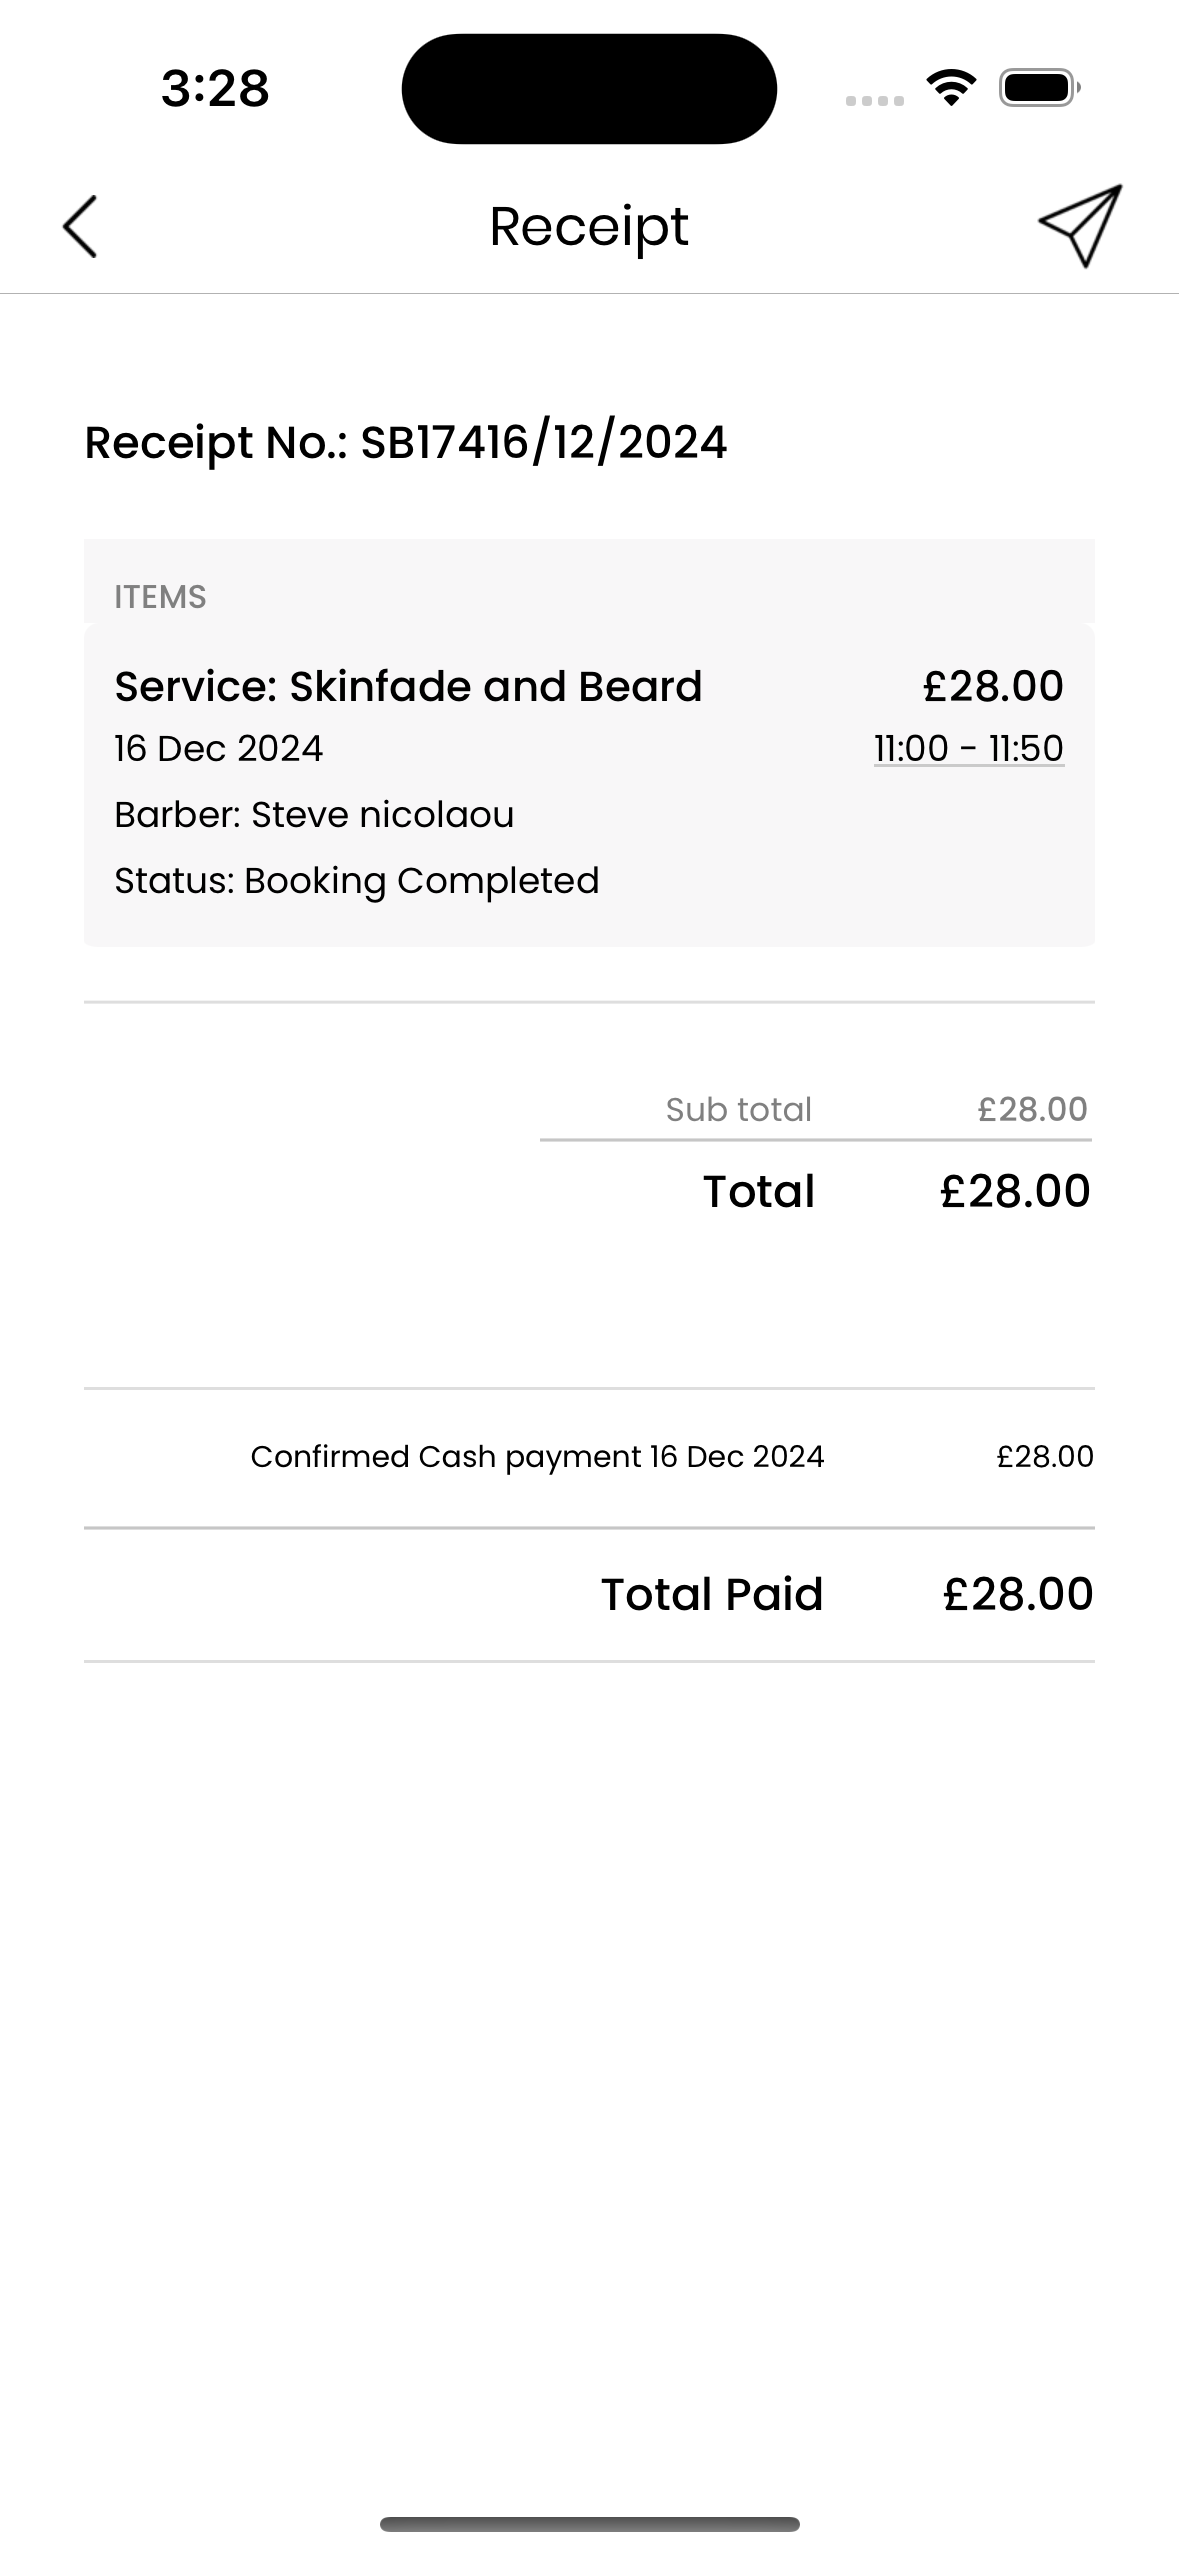 3:28
Receipt
Receipt No.: SB17416/12/2024
ITEMS
Service: Skinfade and Beard £28.00
16 Dec 2024 11:00 - 11:50
Barber: Steve nicolaou
Status: Booking Completed
Sub total £28.00
Total £28.00
Confirmed Cash payment 16 Dec 2024 £28.00
Total Paid £28.00